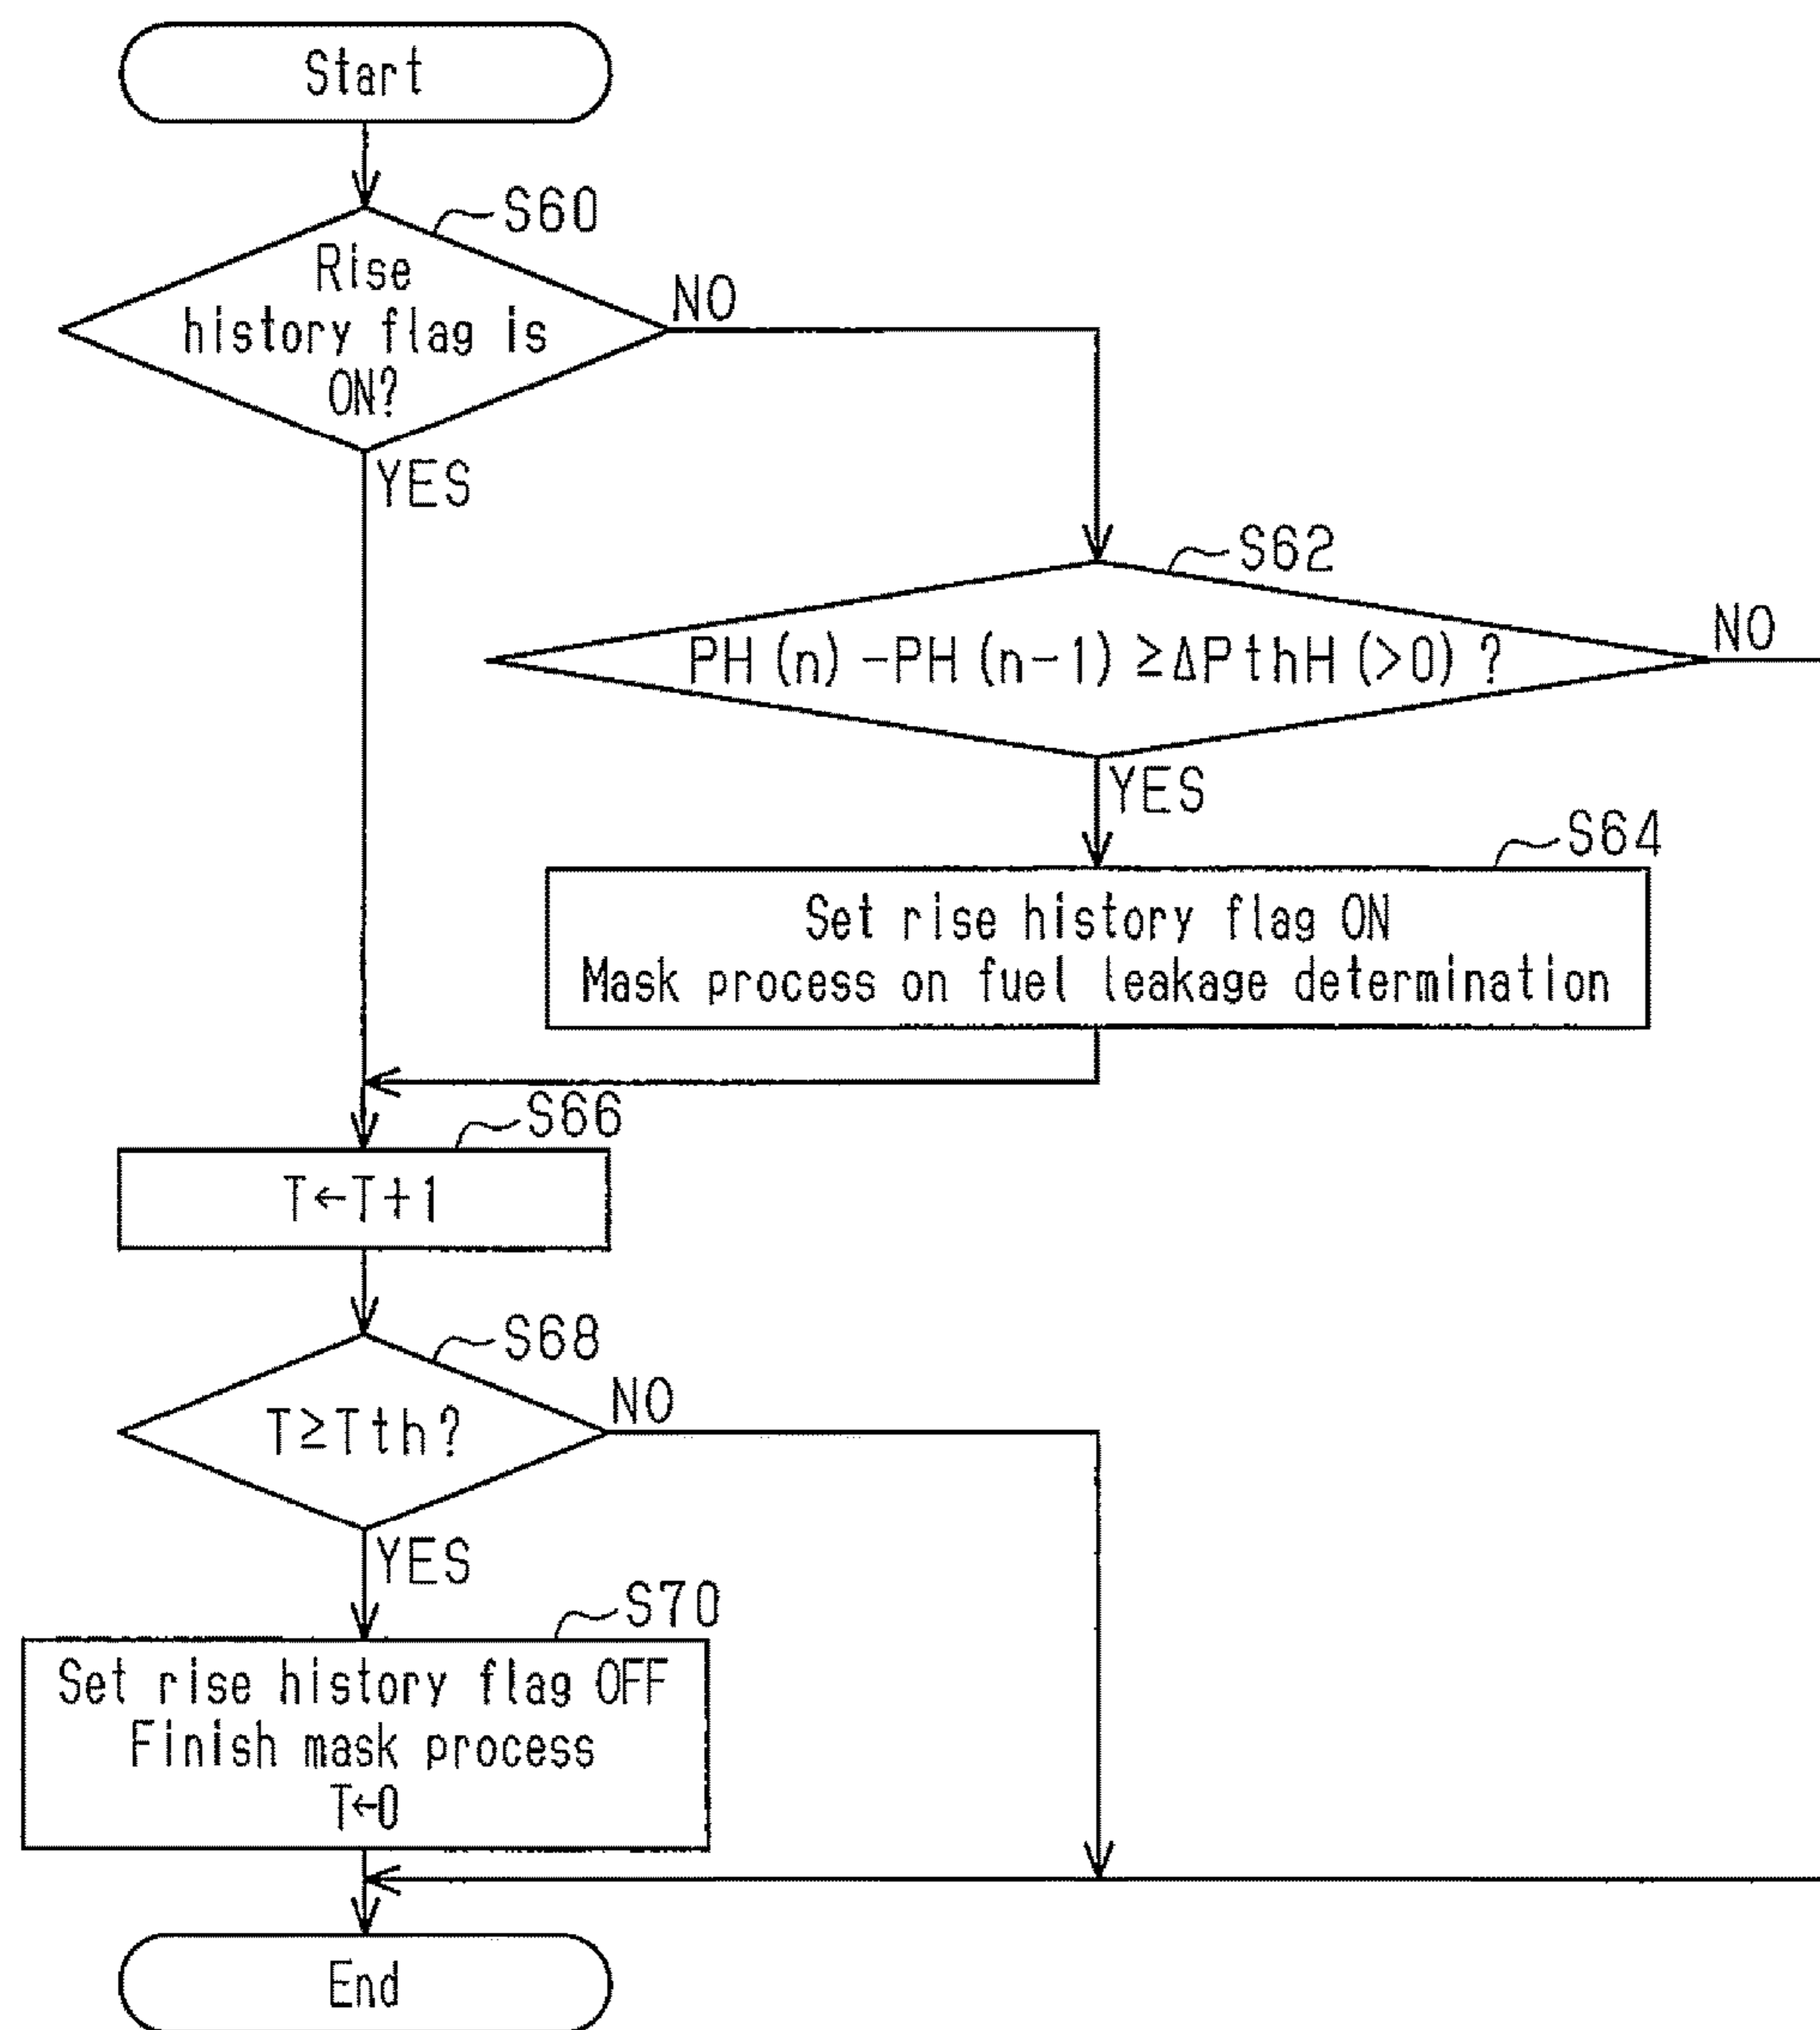 Start
S60
Rise
history flag is
ON?
NO
YES
S62
PH (n) -PH (n-1) ≥ΔPthH (>0) ?
NO
YES
S64
Set rise history flag ON
Mask process on fuel leakage determination
S66
T←T+1
S68
T≥Tth?
NO
YES
S70
Set rise history flag OFF
Finish mask process
T←0
End